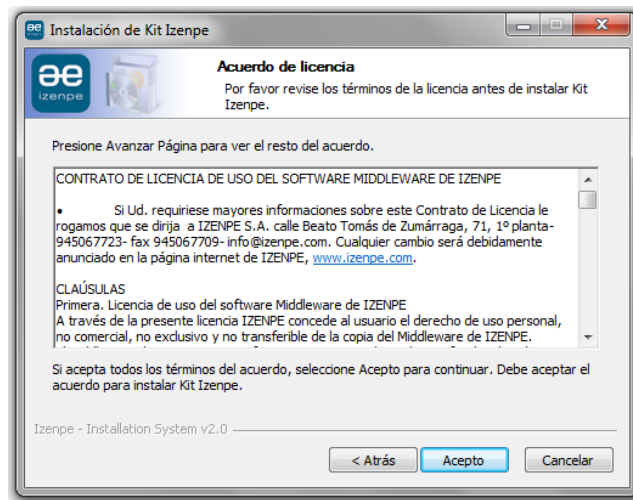 Instalación de Kit Izenpe
izenpe
Acuerdo de licencia
Por favor revise los términos de la licencia antes de instalar Kit
Izenpe.
Presione Avanzar Página para ver el resto del acuerdo.
CONTRATO DE LICENCIA DE USO DEL SOFTWARE MIDDLEWARE DE IZENPE
• Si Ud. requiriese mayores informaciones sobre este Contrato de Licencia le
rogamos que se dirija a IZENPE S.A. calle Beato Tomás de Zumárraga, 71, 1º planta-
945067723- fax 945067709- info@izenpe.com. Cualquier cambio será debidamente
anunciado en la página internet de IZENPE, www.izenpe.com.
CLAÚSULAS
Primera. Licencia de uso del software Middleware de IZENPE
A través de la presente licencia IZENPE concede al usuario el derecho de uso personal,
no comercial, no exclusivo y no transferible de la copia del Middleware de IZENPE.
Si acepta todos los términos del acuerdo, seleccione Acepto para continuar. Debe aceptar el
acuerdo para instalar Kit Izenpe.
Izenpe - Installation System v2.0
< Atrás
Acepto
Cancelar